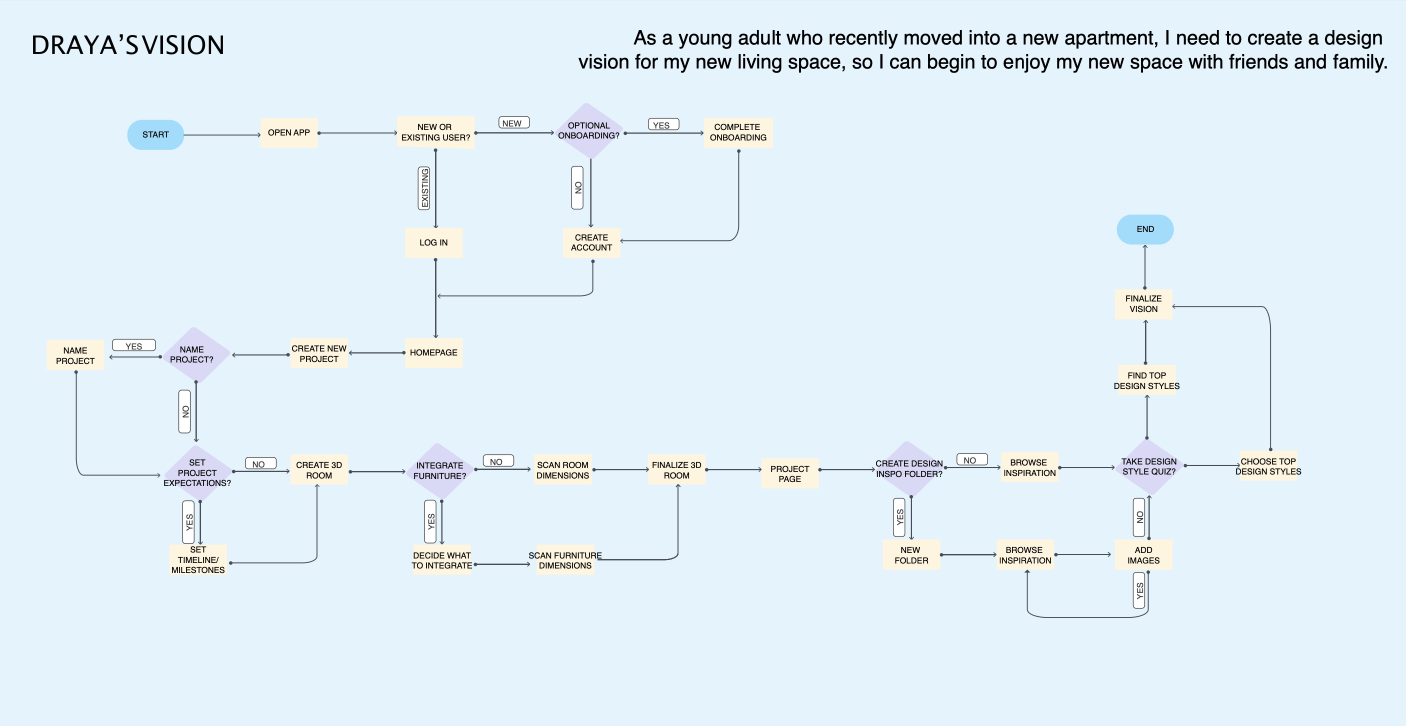 DRAYA'S VISION
As a young adult who recently moved into a new apartment, I need to create a design
vision for my new living space, so I can begin to enjoy my new space with friends and family.
START
OPEN APP
NEW OR
EXISTING USER?
NEW
OPTIONAL
ONBOARDING?
YES
COMPLETE
ONBOARDING
EXISTING
NO
LOG IN
CREATE
ACCOUNT
END
FINALIZE
VISION
NAME
PROJECT
YES
NAME
PROJECT?
CREATE NEW
PROJECT
HOMEPAGE
FIND TOP
DESIGN STYLES
NO
SET
PROJECT
EXPECTATIONS?
NO
CREATE 3D
ROOM
INTEGRATE
FURNITURE?
NO
SCAN ROOM
DIMENSIONS
FINALIZE 3D
ROOM
PROJECT
PAGE
CREATE DESIGN
INSPO FOLDER?
NO
BROWSE
INSPIRATION
TAKE DESIGN
STYLE QUIZ?
CHOOSE TOP
DESIGN STYLES
YES
YES
YES
NO
SET
TIMELINE/
MILESTONES
DECIDE WHAT
TO INTEGRATE
SCAN FURNITURE
DIMENSIONS
NEW
FOLDER
BROWSE
INSPIRATION
ADD
IMAGES
YES